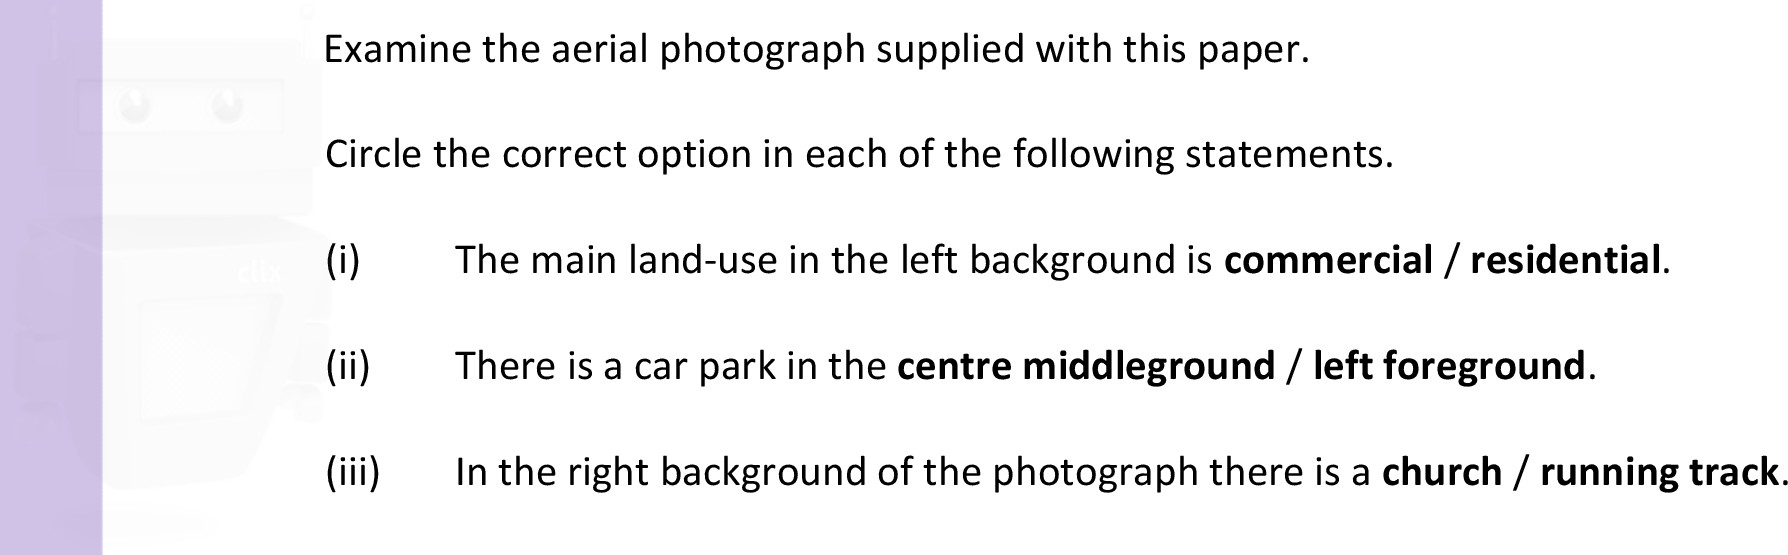 Examine the aerial photograph supplied with this paper.
Circle the correct option in each of the following statements.
(i) The main land-use in the left background is commercial / residential.
(ii) There is a car park in the centre middleground / left foreground.
(iii) In the right background of the photograph there is a church / running track.